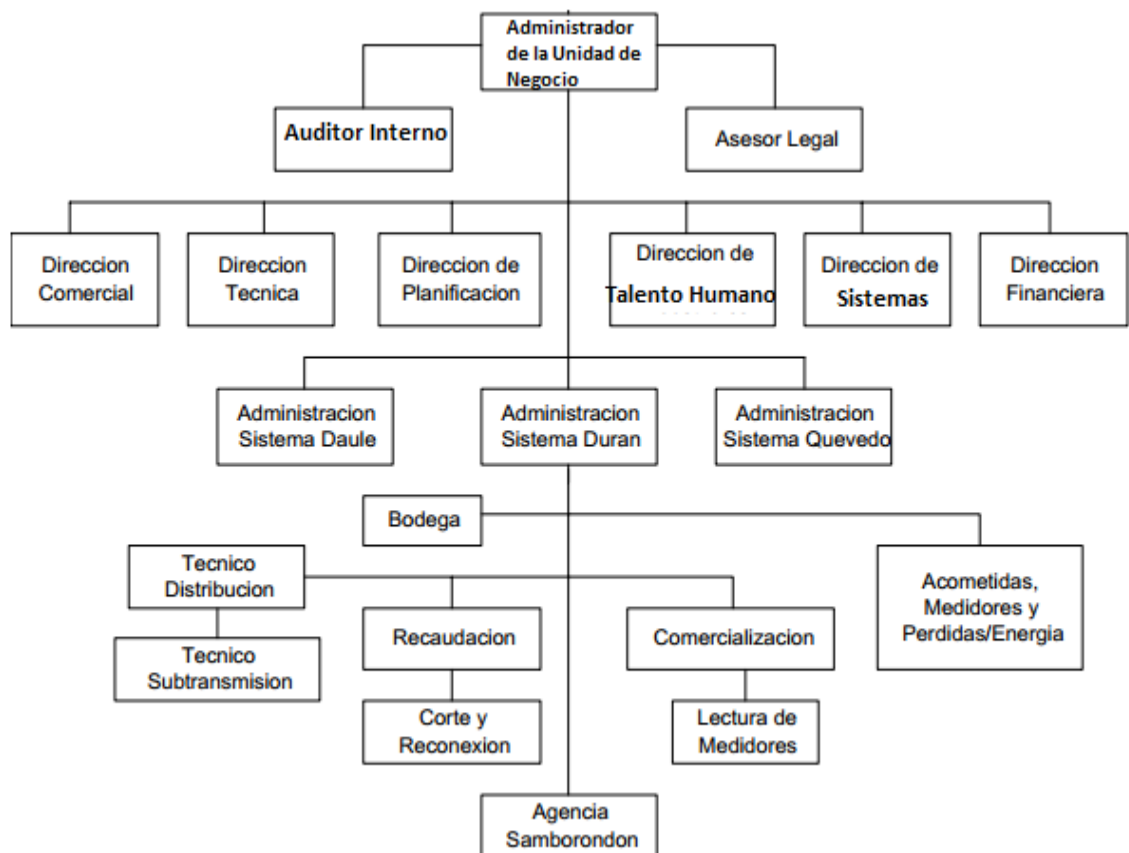 Administrador
de la Unidad de
Negocio
Auditor Interno
Asesor Legal
Direccion
Comercial
Direccion
Tecnica
Direccion de
Planificacion
Direccion de
Talento Humano
Direccion de
Sistemas
Direccion
Financiera
Administracion
Sistema Daule
Administracion
Sistema Duran
Administracion
Sistema Quevedo
Bodega
Acometidas,
Medidores y
Perdidas/Energia
Tecnico
Distribucion
Recaudacion
Comercializacion
Tecnico
Subtransmision
Corte y
Reconexion
Lectura de
Medidores
Agencia
Samborondon